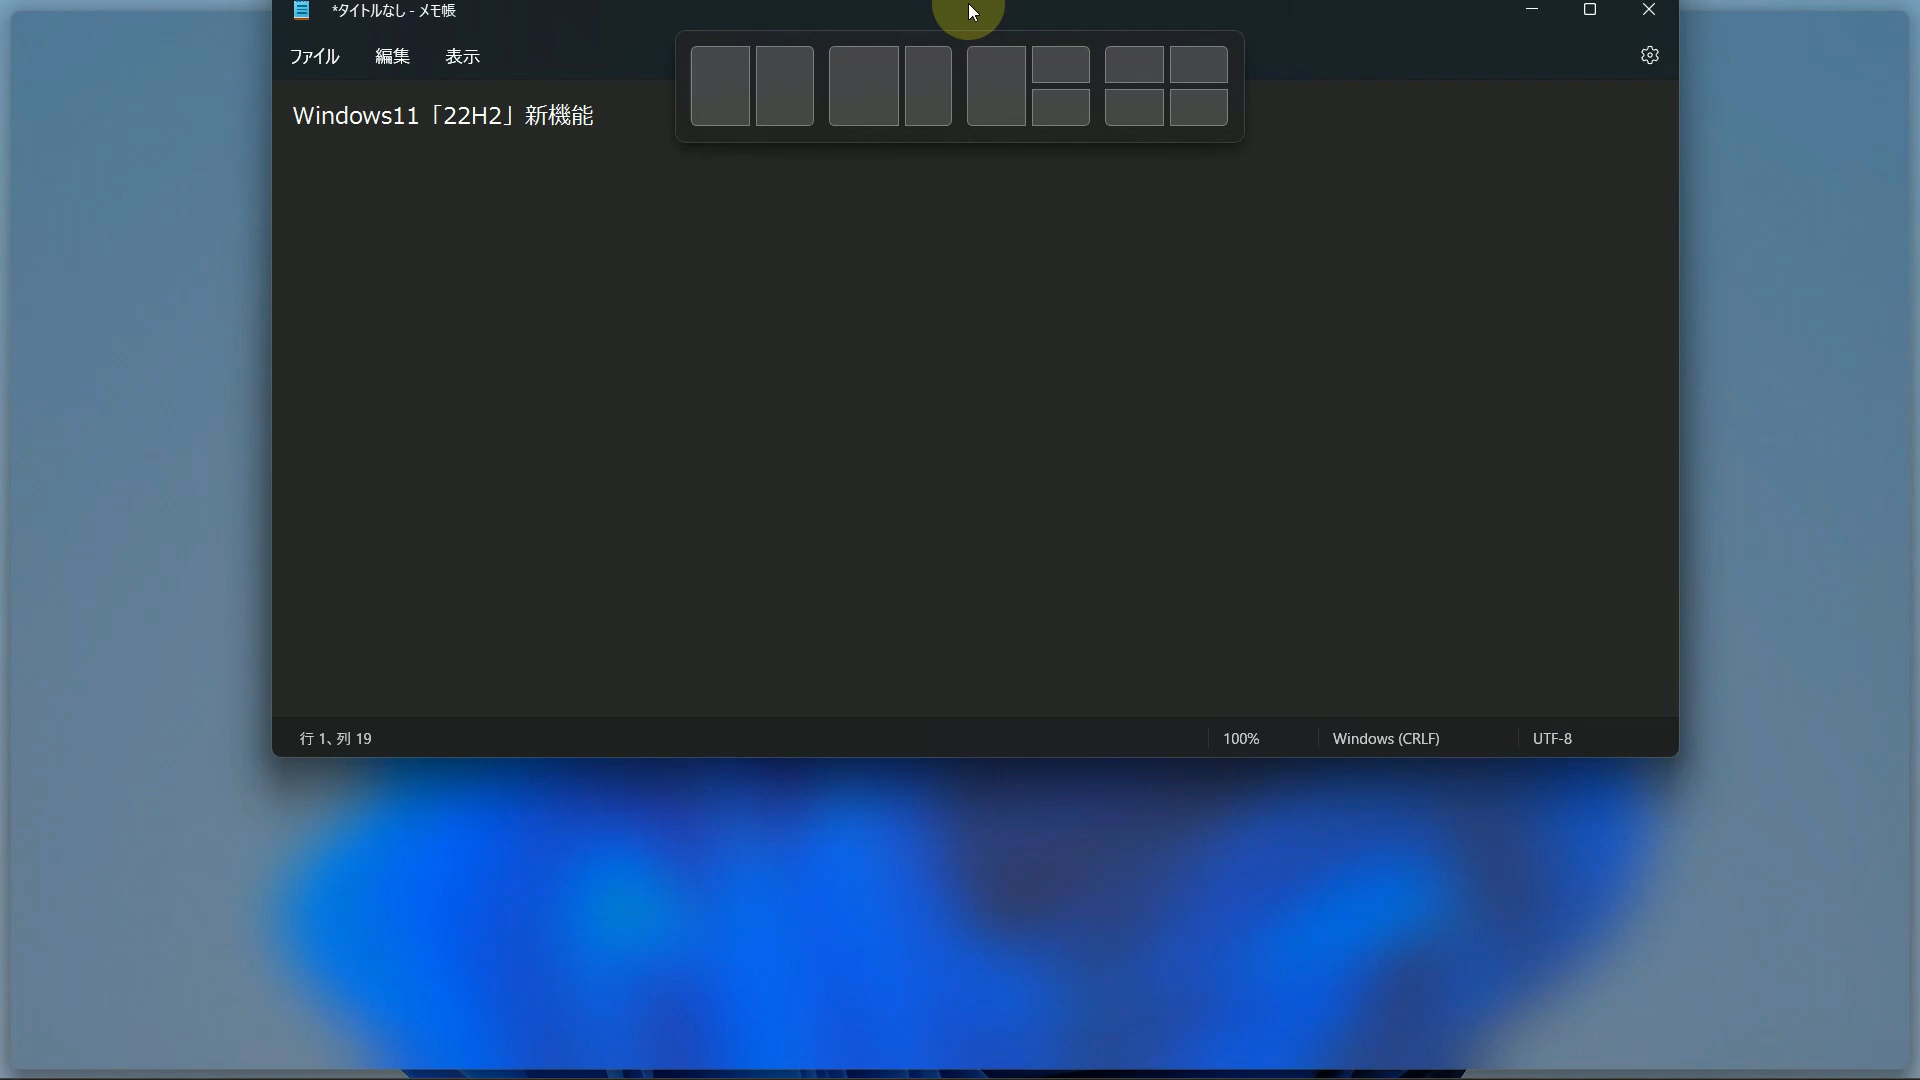 *タイトルなし - メモ帳
ファイル 編集 表示
Windows11「22H2」新機能
行 1、列 19 100% Windows (CRLF) UTF-8